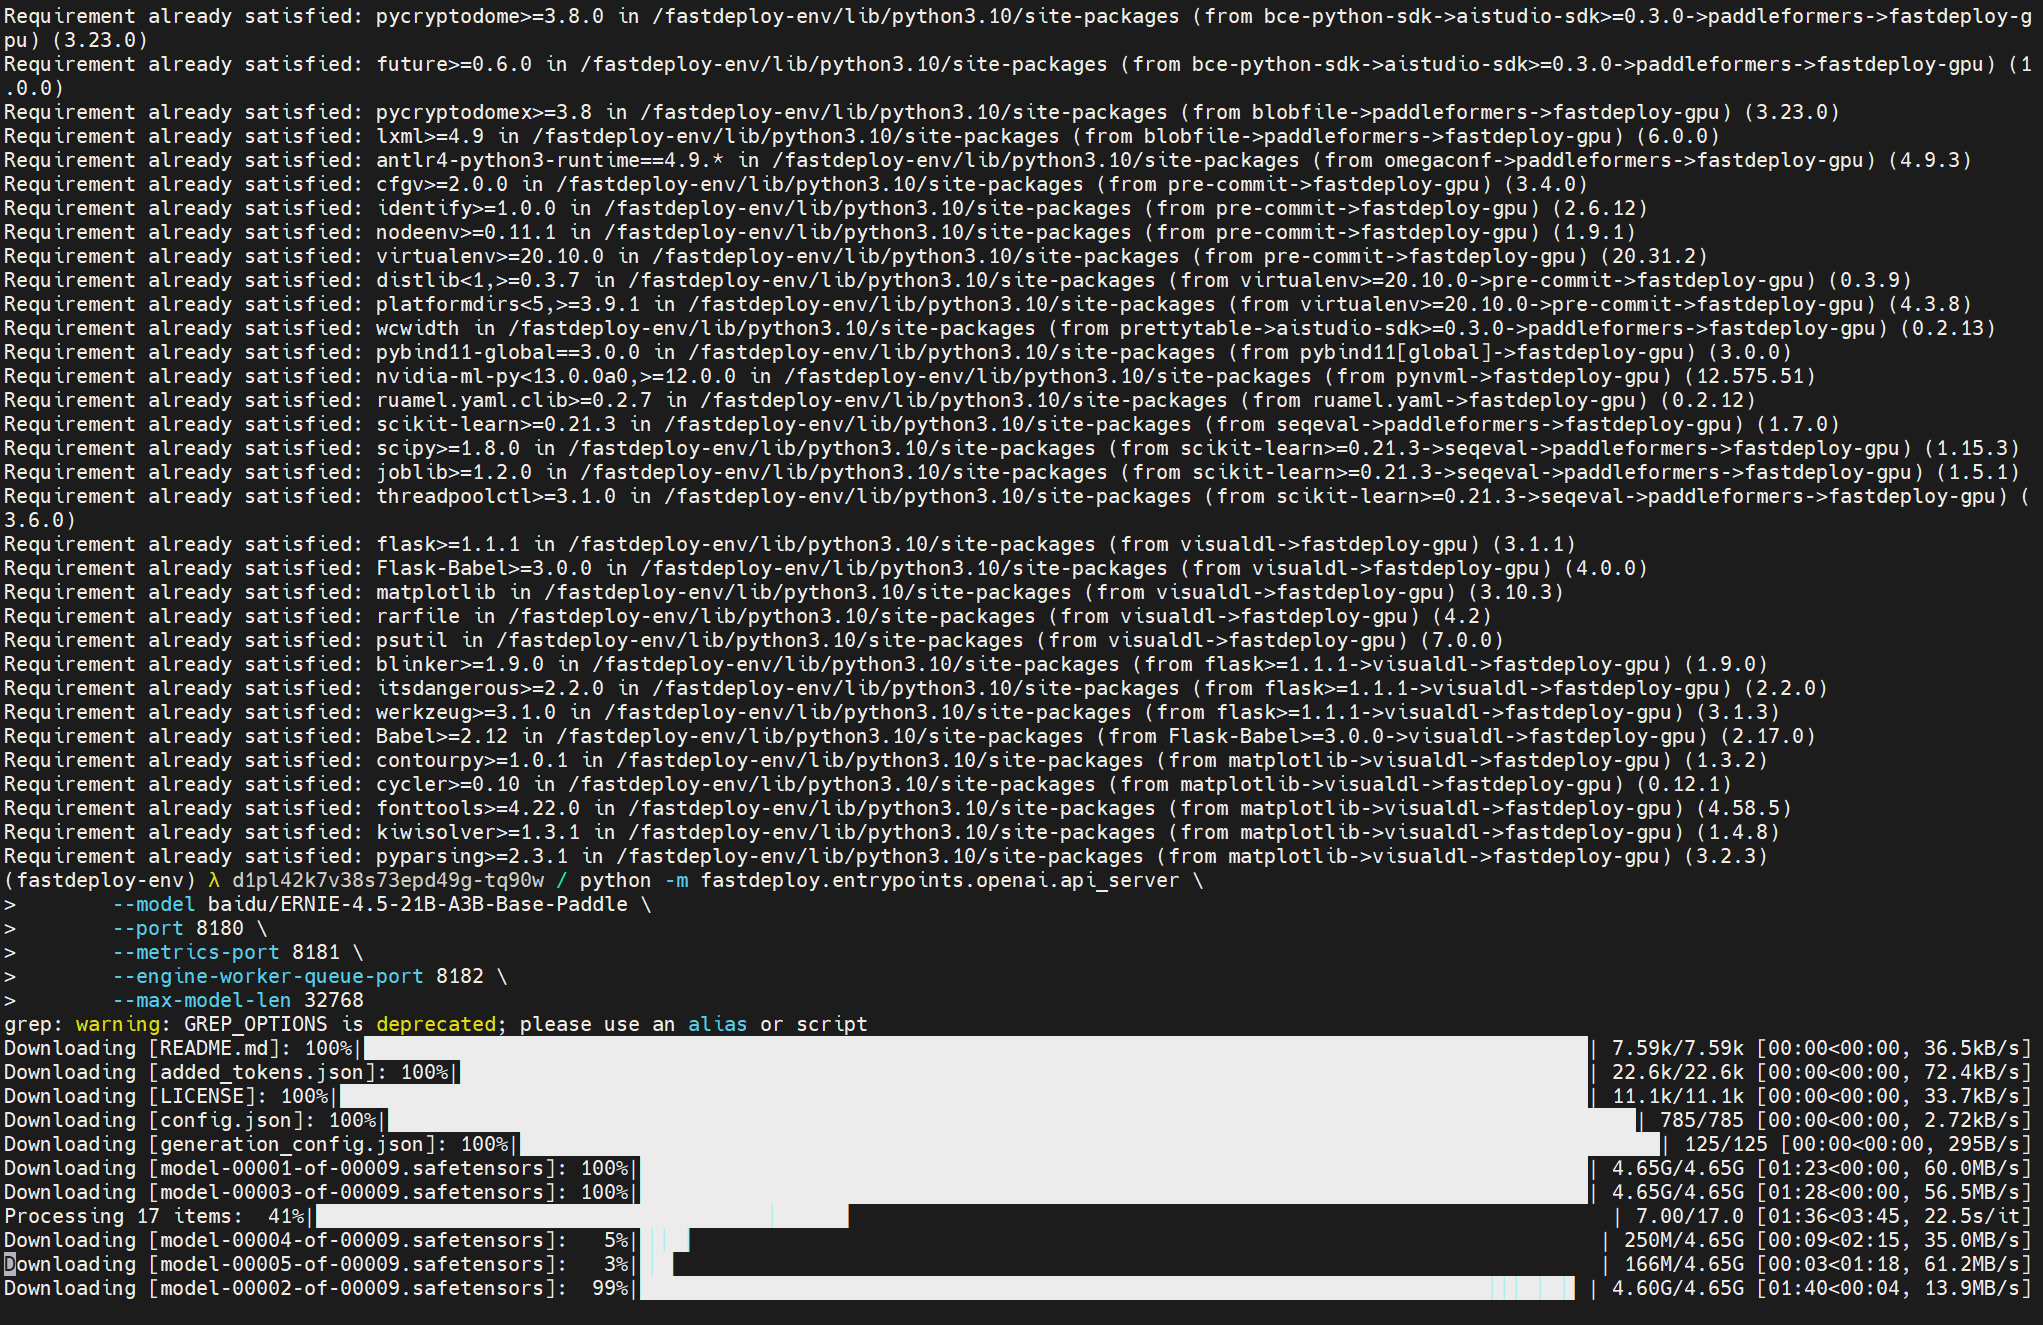 Requirement already satisfied: pycryptodome>=3.8.0 in /fastdeploy-env/lib/python3.10/site-packages (from bce-python-sdk->aistudio-sdk>=0.3.0->paddleformers->fastdeploy-g
pu) (3.23.0)
Requirement already satisfied: future>=0.6.0 in /fastdeploy-env/lib/python3.10/site-packages (from bce-python-sdk->aistudio-sdk>=0.3.0->paddleformers->fastdeploy-gpu) (1
.0.0)
Requirement already satisfied: pycryptodomex>=3.8 in /fastdeploy-env/lib/python3.10/site-packages (from blobfile->paddleformers->fastdeploy-gpu) (3.23.0)
Requirement already satisfied: lxml>=4.9 in /fastdeploy-env/lib/python3.10/site-packages (from blobfile->paddleformers->fastdeploy-gpu) (6.0.0)
Requirement already satisfied: antlr4-python3-runtime==4.9.* in /fastdeploy-env/lib/python3.10/site-packages (from omegaconf->paddleformers->fastdeploy-gpu) (4.9.3)
Requirement already satisfied: cfgv>=2.0.0 in /fastdeploy-env/lib/python3.10/site-packages (from pre-commit->fastdeploy-gpu) (3.4.0)
Requirement already satisfied: identify>=1.0.0 in /fastdeploy-env/lib/python3.10/site-packages (from pre-commit->fastdeploy-gpu) (2.6.12)
Requirement already satisfied: nodeenv>=0.11.1 in /fastdeploy-env/lib/python3.10/site-packages (from pre-commit->fastdeploy-gpu) (1.9.1)
Requirement already satisfied: virtualenv>=20.10.0 in /fastdeploy-env/lib/python3.10/site-packages (from pre-commit->fastdeploy-gpu) (20.31.2)
Requirement already satisfied: distlib<1,>=0.3.7 in /fastdeploy-env/lib/python3.10/site-packages (from virtualenv>=20.10.0->pre-commit->fastdeploy-gpu) (0.3.9)
Requirement already satisfied: platformdirs<5,>=3.9.1 in /fastdeploy-env/lib/python3.10/site-packages (from virtualenv>=20.10.0->pre-commit->fastdeploy-gpu) (4.3.8)
Requirement already satisfied: wcwidth in /fastdeploy-env/lib/python3.10/site-packages (from prettytable->aistudio-sdk>=0.3.0->paddleformers->fastdeploy-gpu) (0.2.13)
Requirement already satisfied: pybind11-global==3.0.0 in /fastdeploy-env/lib/python3.10/site-packages (from pybind11[global]->fastdeploy-gpu) (3.0.0)
Requirement already satisfied: nvidia-ml-py<13.0.0a0,>=12.0.0 in /fastdeploy-env/lib/python3.10/site-packages (from pynvml->fastdeploy-gpu) (12.575.51)
Requirement already satisfied: ruamel.yaml.clib>=0.2.7 in /fastdeploy-env/lib/python3.10/site-packages (from ruamel.yaml->fastdeploy-gpu) (0.2.12)
Requirement already satisfied: scikit-learn>=0.21.3 in /fastdeploy-env/lib/python3.10/site-packages (from seqeval->paddleformers->fastdeploy-gpu) (1.7.0)
Requirement already satisfied: scipy>=1.8.0 in /fastdeploy-env/lib/python3.10/site-packages (from scikit-learn>=0.21.3->seqeval->paddleformers->fastdeploy-gpu) (1.15.3)
Requirement already satisfied: joblib>=1.2.0 in /fastdeploy-env/lib/python3.10/site-packages (from scikit-learn>=0.21.3->seqeval->paddleformers->fastdeploy-gpu) (1.5.1)
Requirement already satisfied: threadpoolctl>=3.1.0 in /fastdeploy-env/lib/python3.10/site-packages (from scikit-learn>=0.21.3->seqeval->paddleformers->fastdeploy-gpu) (
3.6.0)
Requirement already satisfied: flask>=1.1.1 in /fastdeploy-env/lib/python3.10/site-packages (from visualdl->fastdeploy-gpu) (3.1.1)
Requirement already satisfied: Flask-Babel>=3.0.0 in /fastdeploy-env/lib/python3.10/site-packages (from visualdl->fastdeploy-gpu) (4.0.0)
Requirement already satisfied: matplotlib in /fastdeploy-env/lib/python3.10/site-packages (from visualdl->fastdeploy-gpu) (3.10.3)
Requirement already satisfied: rarfile in /fastdeploy-env/lib/python3.10/site-packages (from visualdl->fastdeploy-gpu) (4.2)
Requirement already satisfied: psutil in /fastdeploy-env/lib/python3.10/site-packages (from visualdl->fastdeploy-gpu) (7.0.0)
Requirement already satisfied: blinker>=1.9.0 in /fastdeploy-env/lib/python3.10/site-packages (from flask>=1.1.1->visualdl->fastdeploy-gpu) (1.9.0)
Requirement already satisfied: itsdangerous>=2.2.0 in /fastdeploy-env/lib/python3.10/site-packages (from flask>=1.1.1->visualdl->fastdeploy-gpu) (2.2.0)
Requirement already satisfied: werkzeug>=3.1.0 in /fastdeploy-env/lib/python3.10/site-packages (from flask>=1.1.1->visualdl->fastdeploy-gpu) (3.1.3)
Requirement already satisfied: Babel>=2.12 in /fastdeploy-env/lib/python3.10/site-packages (from Flask-Babel>=3.0.0->visualdl->fastdeploy-gpu) (2.17.0)
Requirement already satisfied: contourpy>=1.0.1 in /fastdeploy-env/lib/python3.10/site-packages (from matplotlib->visualdl->fastdeploy-gpu) (1.3.2)
Requirement already satisfied: cycler>=0.10 in /fastdeploy-env/lib/python3.10/site-packages (from matplotlib->visualdl->fastdeploy-gpu) (0.12.1)
Requirement already satisfied: fonttools>=4.22.0 in /fastdeploy-env/lib/python3.10/site-packages (from matplotlib->visualdl->fastdeploy-gpu) (4.58.5)
Requirement already satisfied: kiwisolver>=1.3.1 in /fastdeploy-env/lib/python3.10/site-packages (from matplotlib->visualdl->fastdeploy-gpu) (1.4.8)
Requirement already satisfied: pyparsing>=2.3.1 in /fastdeploy-env/lib/python3.10/site-packages (from matplotlib->visualdl->fastdeploy-gpu) (3.2.3)
(fastdeploy-env) λ d1pl42k7v38s73epd49g-tq90w / python -m fastdeploy.entrypoints.openai.api_server \
>        --model baidu/ERNIE-4.5-21B-A3B-Base-Paddle \
>        --port 8180 \
>        --metrics-port 8181 \
>        --engine-worker-queue-port 8182 \
>        --max-model-len 32768
grep: warning: GREP_OPTIONS is deprecated; please use an alias or script
Downloading [README.md]: 100%| | 7.59k/7.59k [00:00<00:00, 36.5kB/s]
Downloading [added_tokens.json]: 100%| | 22.6k/22.6k [00:00<00:00, 72.4kB/s]
Downloading [LICENSE]: 100%| | 11.1k/11.1k [00:00<00:00, 33.7kB/s]
Downloading [config.json]: 100%| | 785/785 [00:00<00:00, 2.72kB/s]
Downloading [generation_config.json]: 100%| | 125/125 [00:00<00:00, 295B/s]
Downloading [model-00001-of-00009.safetensors]: 100%| | 4.65G/4.65G [01:23<00:00, 60.0MB/s]
Downloading [model-00003-of-00009.safetensors]: 100%| | 4.65G/4.65G [01:28<00:00, 56.5MB/s]
Processing 17 items:  41%| | 7.00/17.0 [01:36<03:45, 22.5s/it]
Downloading [model-00004-of-00009.safetensors]:   5%| | 250M/4.65G [00:09<02:15, 35.0MB/s]
Downloading [model-00005-of-00009.safetensors]:   3%| | 166M/4.65G [00:03<01:18, 61.2MB/s]
Downloading [model-00002-of-00009.safetensors]:  99%| | 4.60G/4.65G [01:40<00:04, 13.9MB/s]